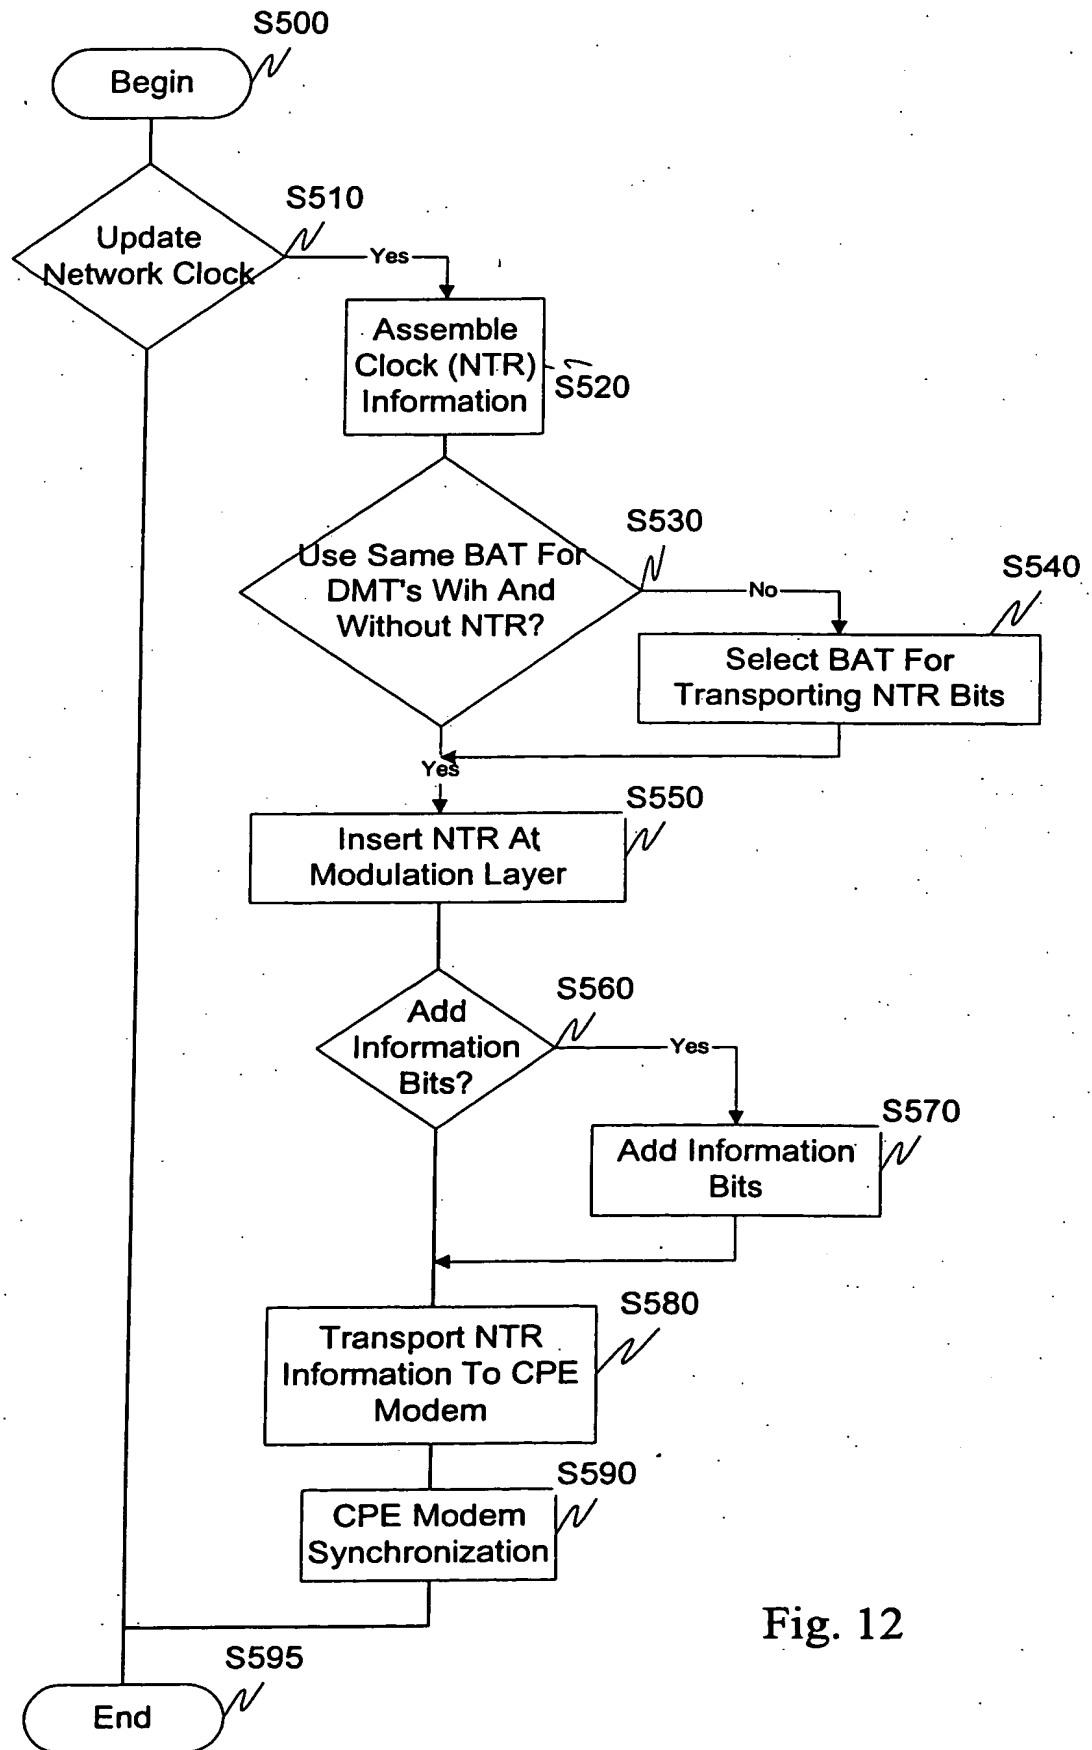 S500
Begin
S510
Update
Network Clock
Yes
Assemble
Clock (NTR)
Information
S520
S530
Use Same BAT For
DMT's Wih And
Without NTR?
No
S540
Select BAT For
Transporting NTR Bits
Yes
S550
Insert NTR At
Modulation Layer
S560
Add
Information
Bits?
Yes
S570
Add Information
Bits
S580
Transport NTR
Information To CPE
Modem
S590
CPE Modem
Synchronization
Fig. 12
S595
End